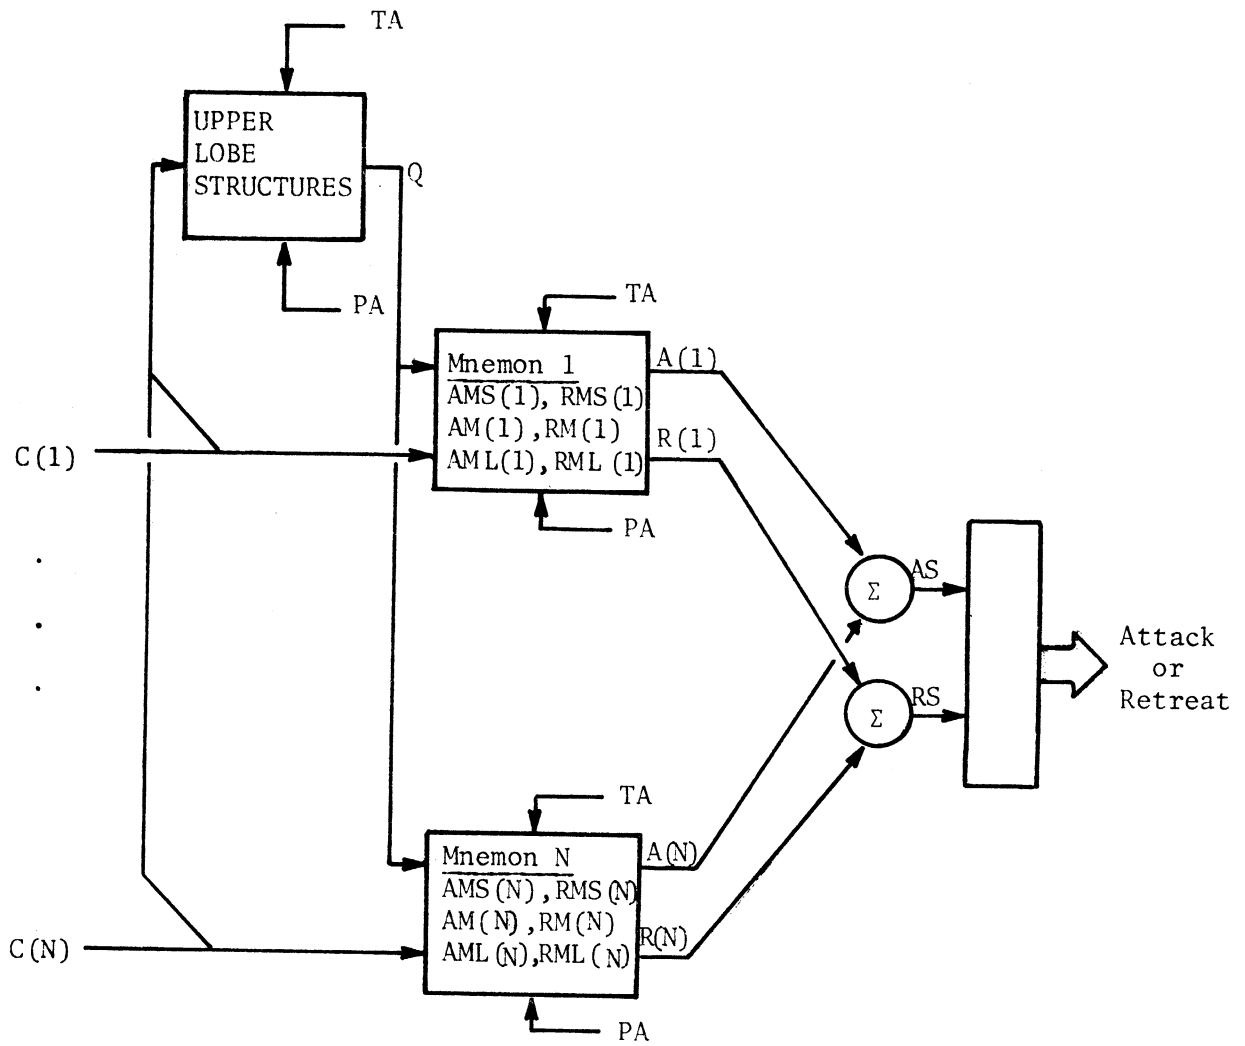 TA
UPPER
LOBE
STRUCTURES
Q
PA
TA
Mnemon 1
AMS(1), RMS(1)
AM(1), RM(1)
AML(1), RML(1)
A(1)
R(1)
C(1)
PA
.
.
.
Σ
AS
Σ
RS
Attack
or
Retreat
TA
Mnemon N
AMS(N), RMS(N)
AM(N), RM(N)
AML(N), RML(N)
A(N)
R(N)
C(N)
PA